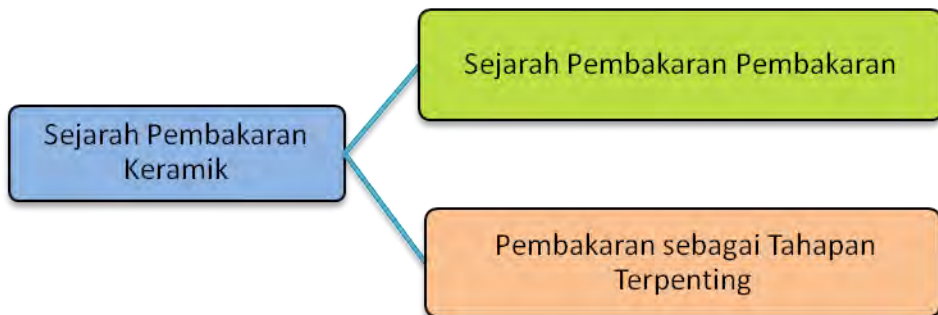 Sejarah Pembakaran
Keramik
Sejarah Pembakaran Pembakaran
Pembakaran sebagai Tahapan
Terpenting